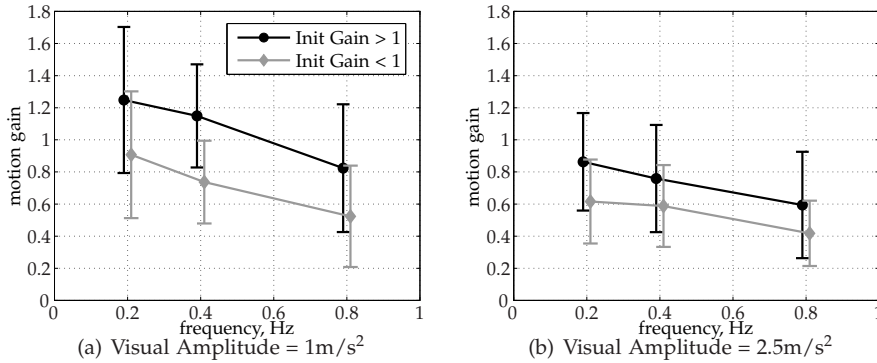 1.8
1.6
1.4
1.2
1
0.8
0.6
0.4
0.2
0
motion gain
Init Gain > 1
Init Gain < 1
0 0.2 0.4 0.6 0.8 1
frequency, Hz
(a) Visual Amplitude = 1m/s²
1.8
1.6
1.4
1.2
1
0.8
0.6
0.4
0.2
0
motion gain
0 0.2 0.4 0.6 0.8 1
frequency, Hz
(b) Visual Amplitude = 2.5m/s²